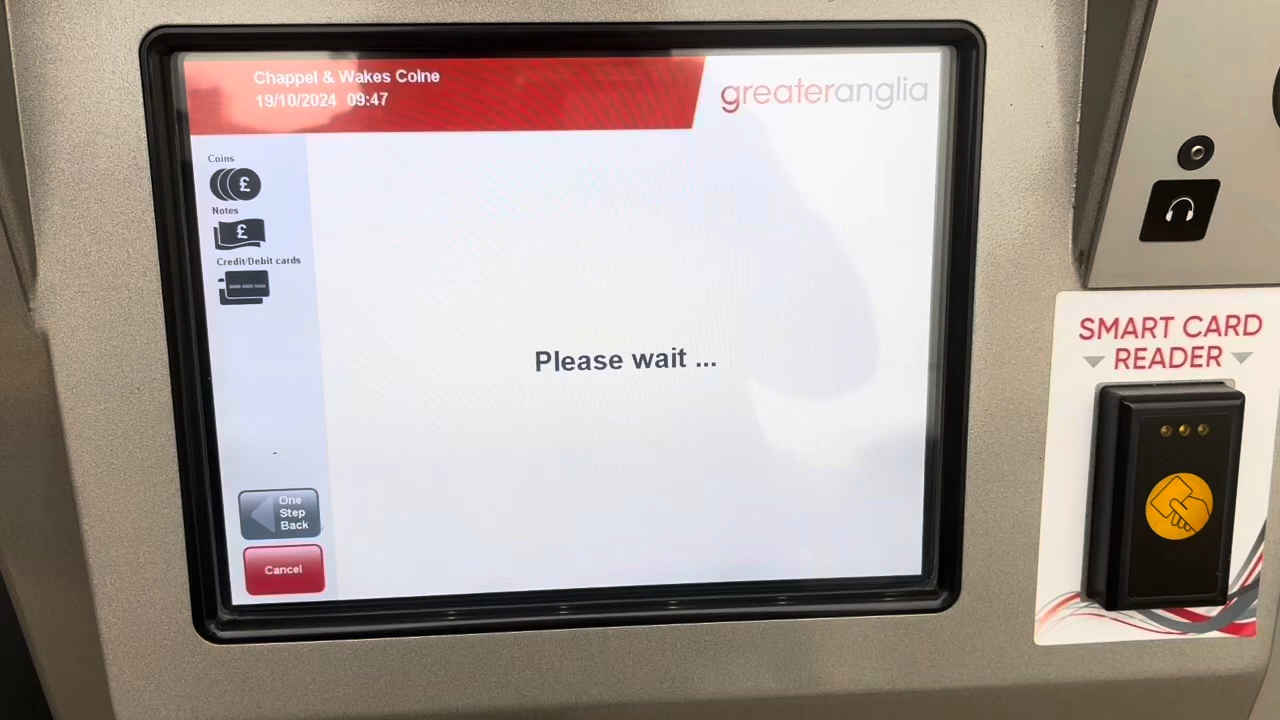 Chappel & Wakes Colne
19/10/2024 09:47
greateranglia
Coins
£
Notes
£
Credit/Debit cards
Please wait ...
One
Step
Back
Cancel
SMART CARD
READER